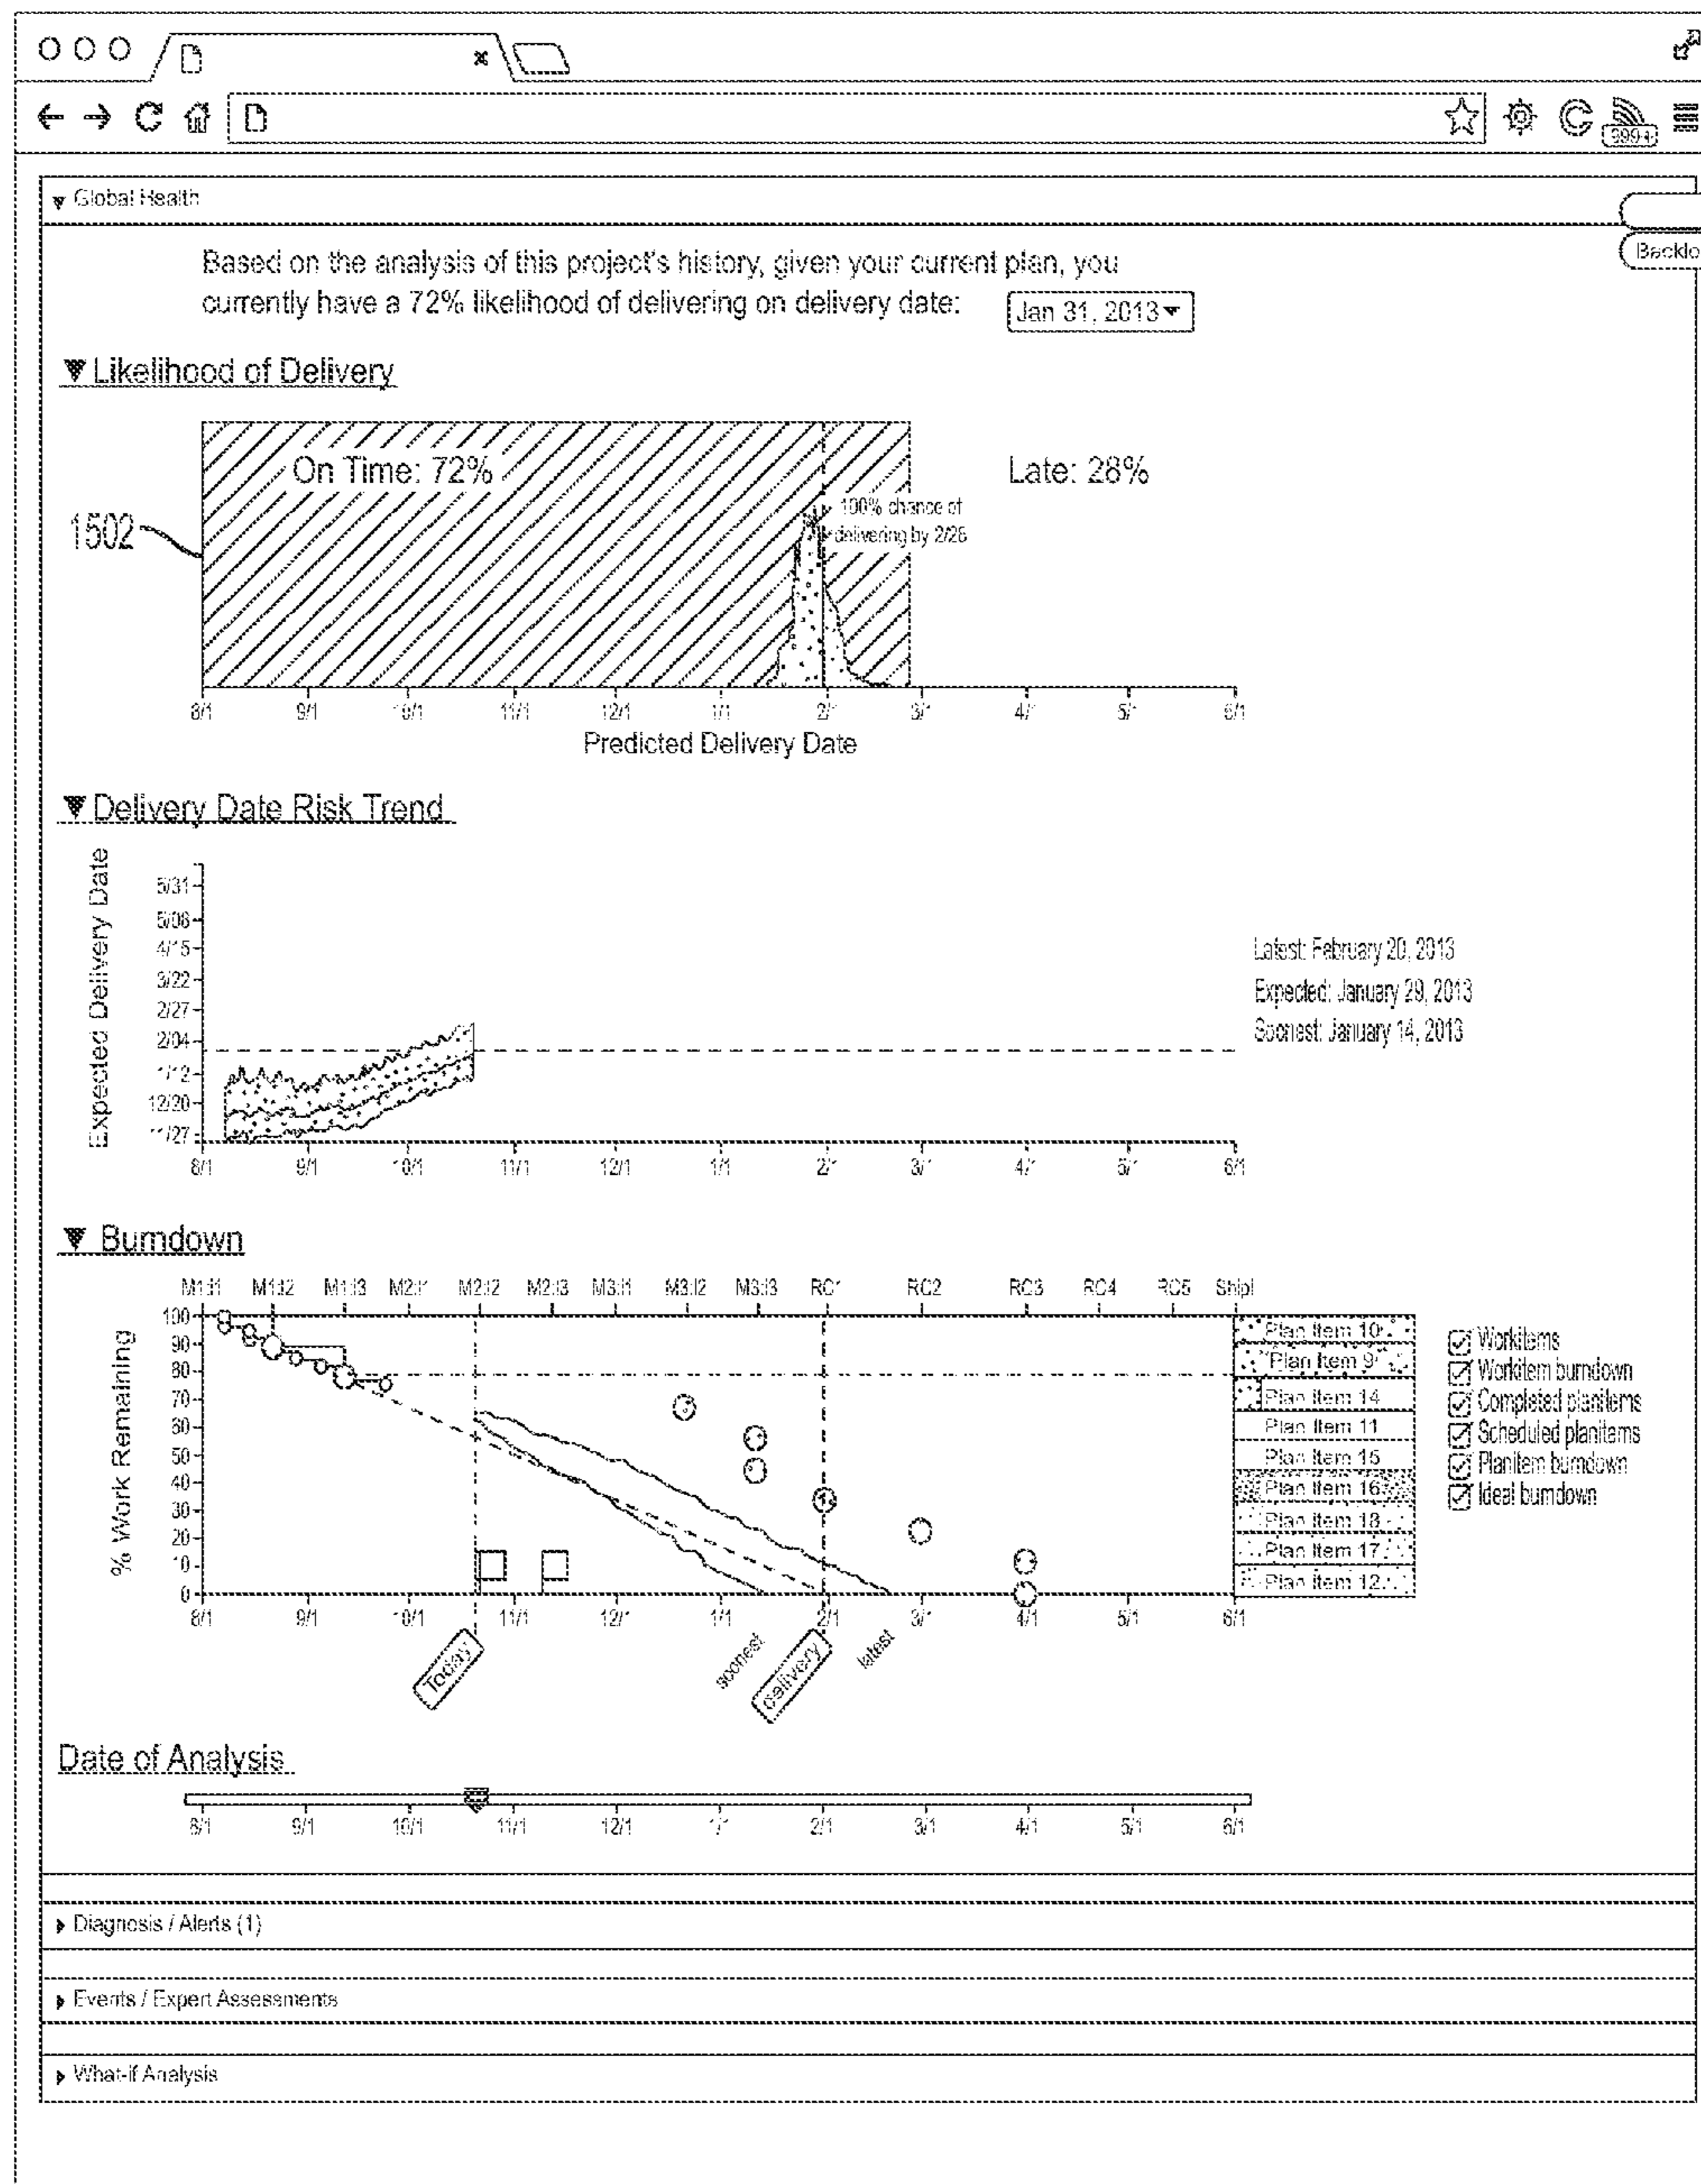 399+
Global Health
Based on the analysis of this project's history, given your current plan, you
currently have a 72% likelihood of delivering on delivery date:
Jan 31, 2013
Backlo
Likelihood of Delivery
On Time: 72%
Late: 28%
100% chance of
delivering by 2/26
1502
8/1 9/1 10/1 11/1 12/1 1/1 2/1 3/1 4/1 5/1 6/1
Predicted Delivery Date
Delivery Date Risk Trend
Expected Delivery Date
5/31
5/08
4/15
3/22
2/27
2/04
1/12
12/20
11/27
8/1 9/1 10/1 11/1 12/1 1/1 2/1 3/1 4/1 5/1 6/1
Latest: February 20, 2013
Expected: January 29, 2013
Soonest: January 14, 2013
Burndown
M1:I1 M1:I2 M1:I3 M2:I1 M2:I2 M2:I3 M3:I1 M3:I2 M3:I3 RC1 RC2 RC3 RC4 RC5 Ship!
% Work Remaining
100
90
80
70
60
50
40
30
20
10
0
8/1 9/1 10/1 11/1 12/1 1/1 2/1 3/1 4/1 5/1 6/1
Today
soonest
delivery
latest
Plan Item 10
Plan Item 9
Plan Item 14
Plan Item 11
Plan Item 15
Plan Item 16
Plan Item 18
Plan Item 17
Plan Item 12
Workitems
Workitem burndown
Completed planitems
Scheduled planitems
Planitem burndown
Ideal burndown
Date of Analysis
8/1 9/1 10/1 11/1 12/1 1/1 2/1 3/1 4/1 5/1 6/1
Diagnosis / Alerts (1)
Events / Expert Assessments
What-if Analysis